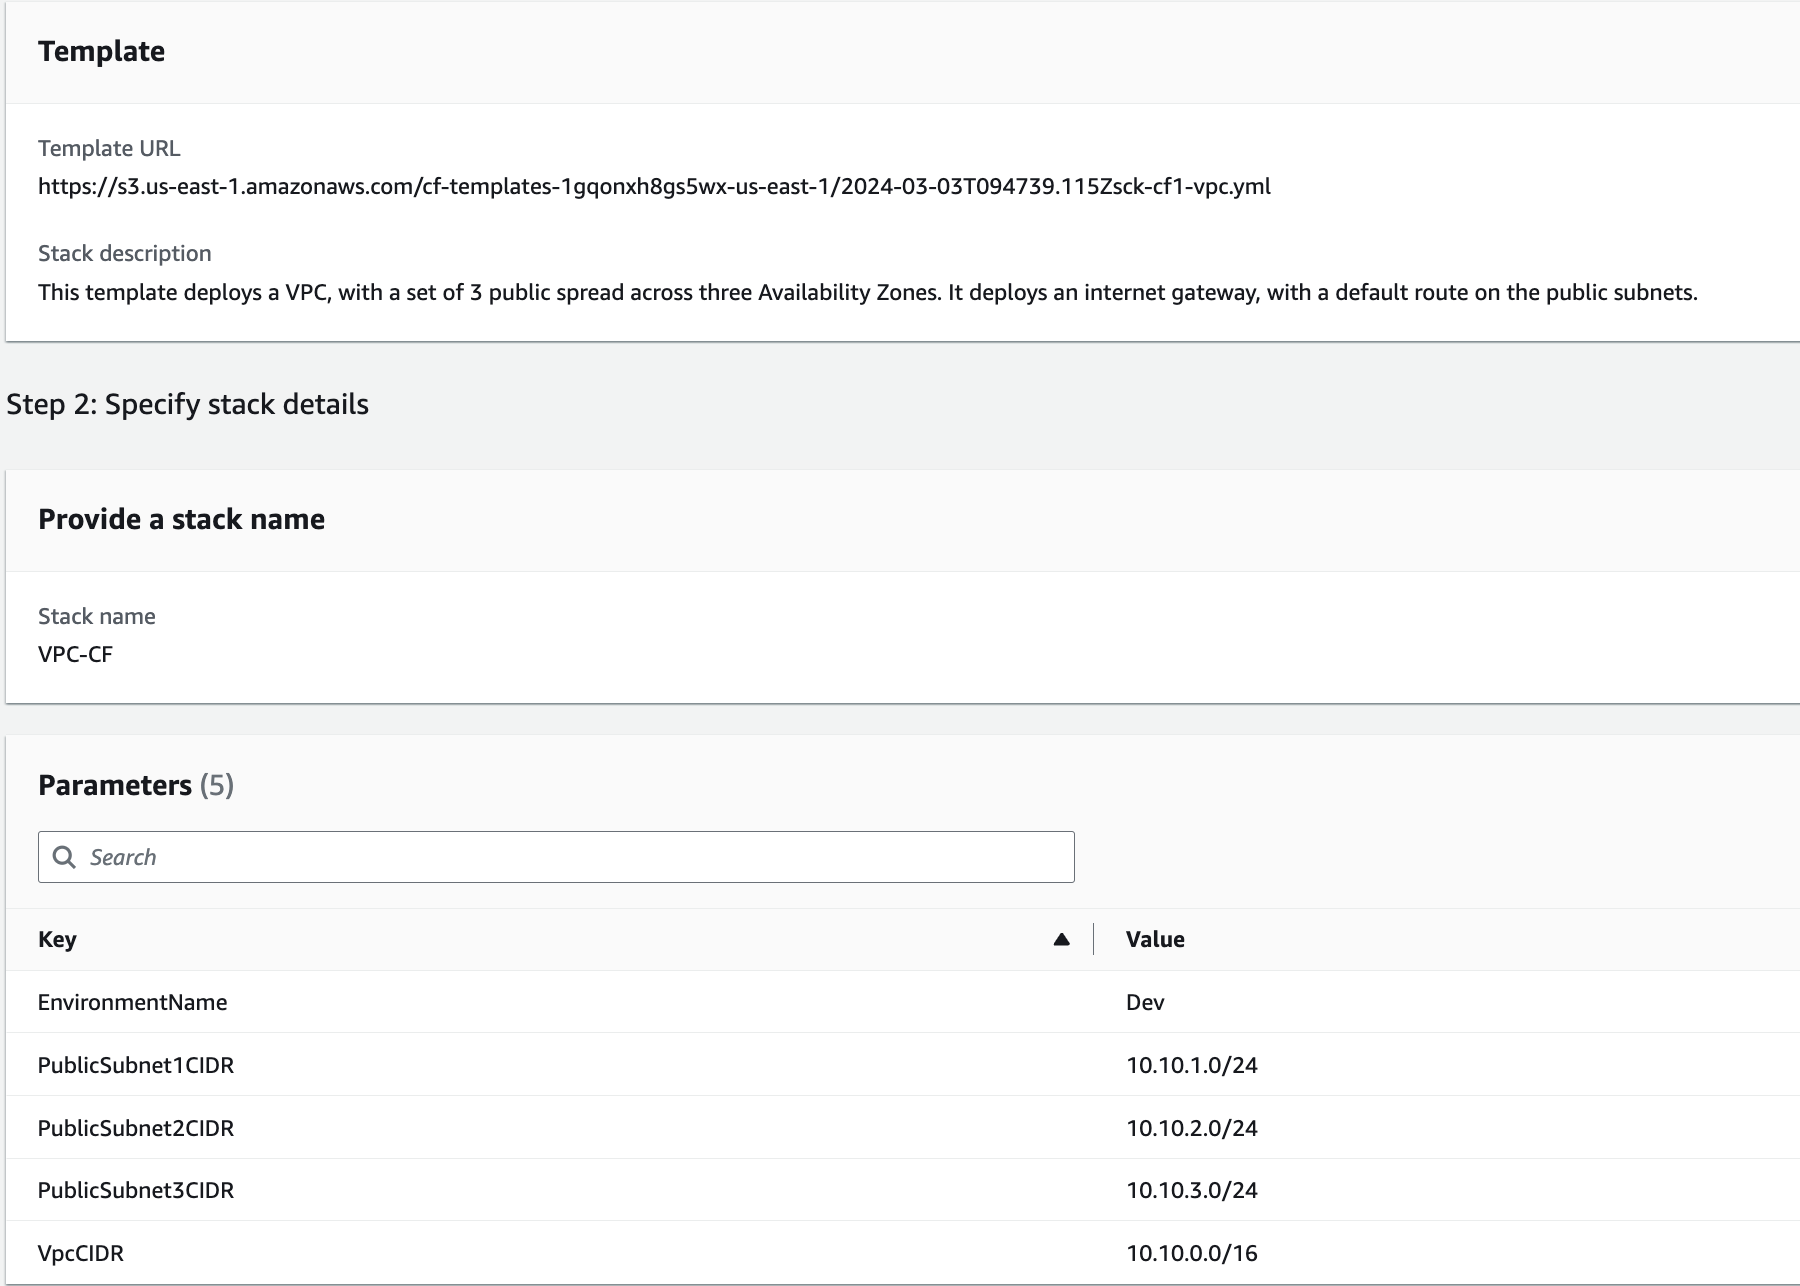 Template
Template URL
https://s3.us-east-1.amazonaws.com/cf-templates-1gqonxh8gs5wx-us-east-1/2024-03-03T094739.115Zsck-cf1-vpc.yml
Stack description
This template deploys a VPC, with a set of 3 public spread across three Availability Zones. It deploys an internet gateway, with a default route on the public subnets.
Step 2: Specify stack details
Provide a stack name
Stack name
VPC-CF
Parameters (5)
Search
Key Value
EnvironmentName Dev
PublicSubnet1CIDR 10.10.1.0/24
PublicSubnet2CIDR 10.10.2.0/24
PublicSubnet3CIDR 10.10.3.0/24
VpcCIDR 10.10.0.0/16